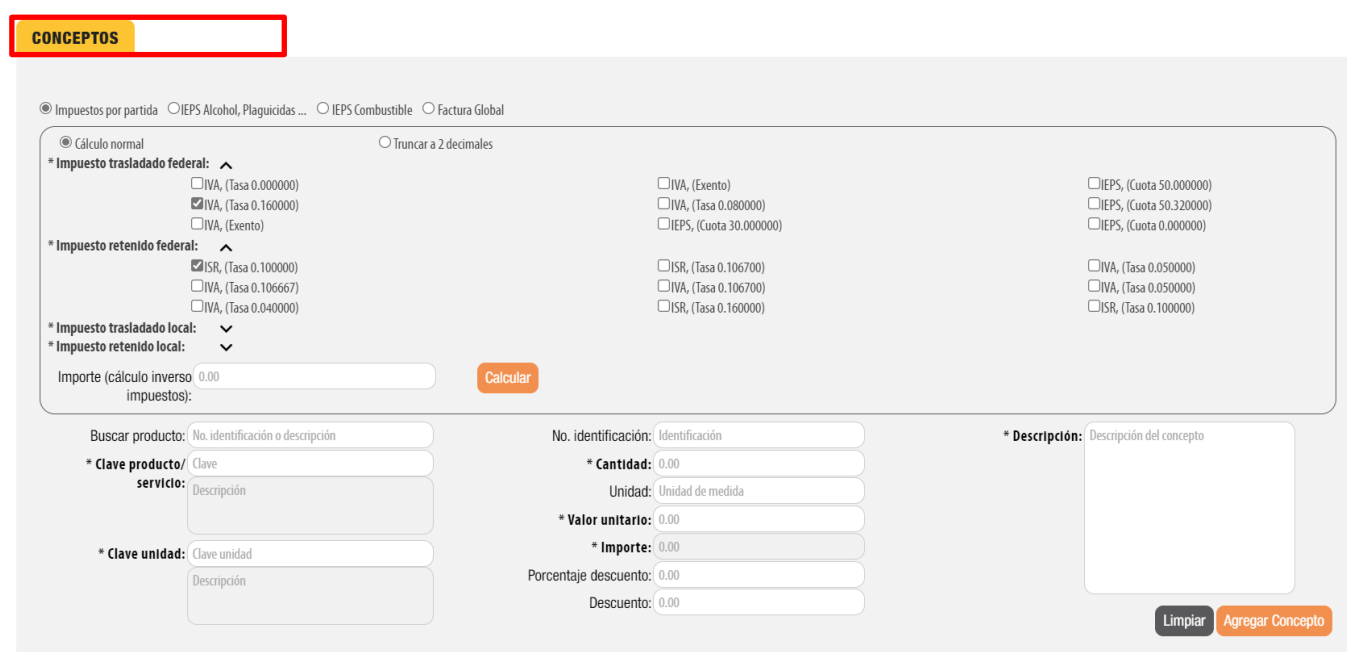 CONCEPTOS
Impuestos por partida IEPS Alcohol, Plaguicidas ... IEPS Combustible Factura Global
Cálculo normal Truncar a 2 decimales
* Impuesto trasladado federal:
IVA, (Tasa 0.000000) IVA, (Exento) IEPS, (Cuota 50.000000)
IVA, (Tasa 0.160000) IVA, (Tasa 0.080000) IEPS, (Cuota 50.320000)
IVA, (Exento) IEPS, (Cuota 30.000000) IEPS, (Cuota 0.000000)
* Impuesto retenido federal:
ISR, (Tasa 0.100000) ISR, (Tasa 0.106700) IVA, (Tasa 0.050000)
IVA, (Tasa 0.106667) IVA, (Tasa 0.106700) IVA, (Tasa 0.050000)
IVA, (Tasa 0.040000) ISR, (Tasa 0.160000) ISR, (Tasa 0.100000)
* Impuesto trasladado local:
* Impuesto retenido local:
Importe (cálculo inverso 0.00 Calcular
impuestos):
Buscar producto: No. identificación o descripción No. identificación: Identificación * Descripción: Descripción del concepto
* Clave producto/ Clave * Cantidad: 0.00
servicio: Descripción Unidad: Unidad de medida
* Valor unitario: 0.00
* Clave unidad: Clave unidad * Importe: 0.00
Descripción Porcentaje descuento: 0.00
Descuento: 0.00
Limpiar Agregar Concepto